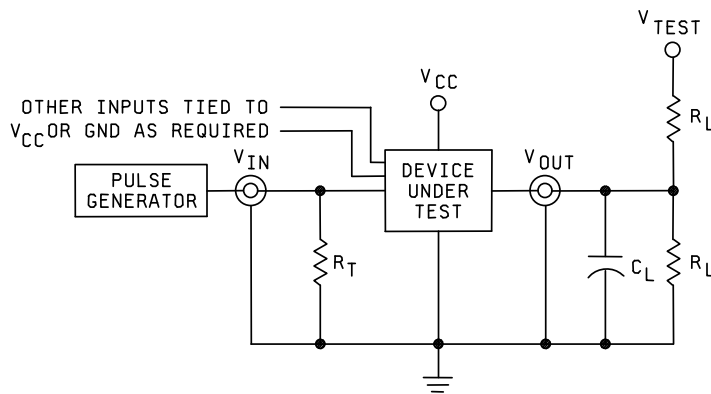 V TEST
V CC
OTHER INPUTS TIED TO
V CC OR GND AS REQUIRED
R L
V IN
V OUT
PULSE
GENERATOR
DEVICE
UNDER
TEST
R T
C L
R L